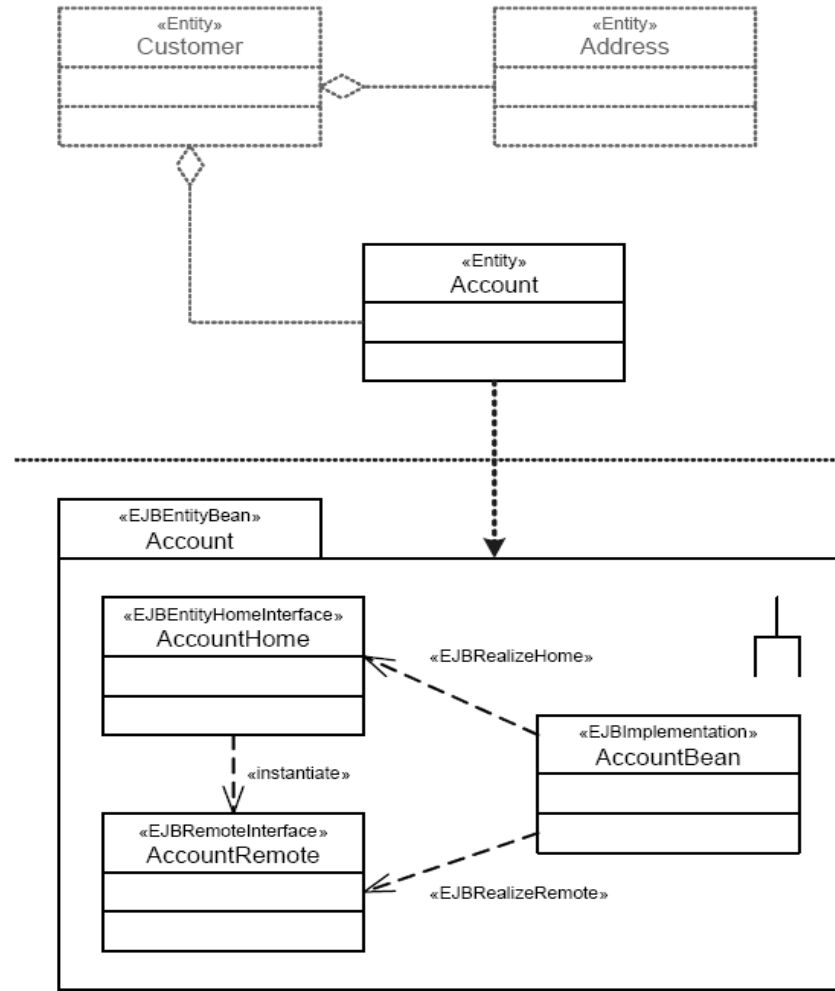 «Entity»
Customer
«Entity»
Address
«Entity»
Account
«EJBEntityBean»
Account
«EJBEntityHomeInterface»
AccountHome
«EJBRealizeHome»
«EJBImplementation»
AccountBean
«instantiate»
«EJBRemoteInterface»
AccountRemote
«EJBRealizeRemote»